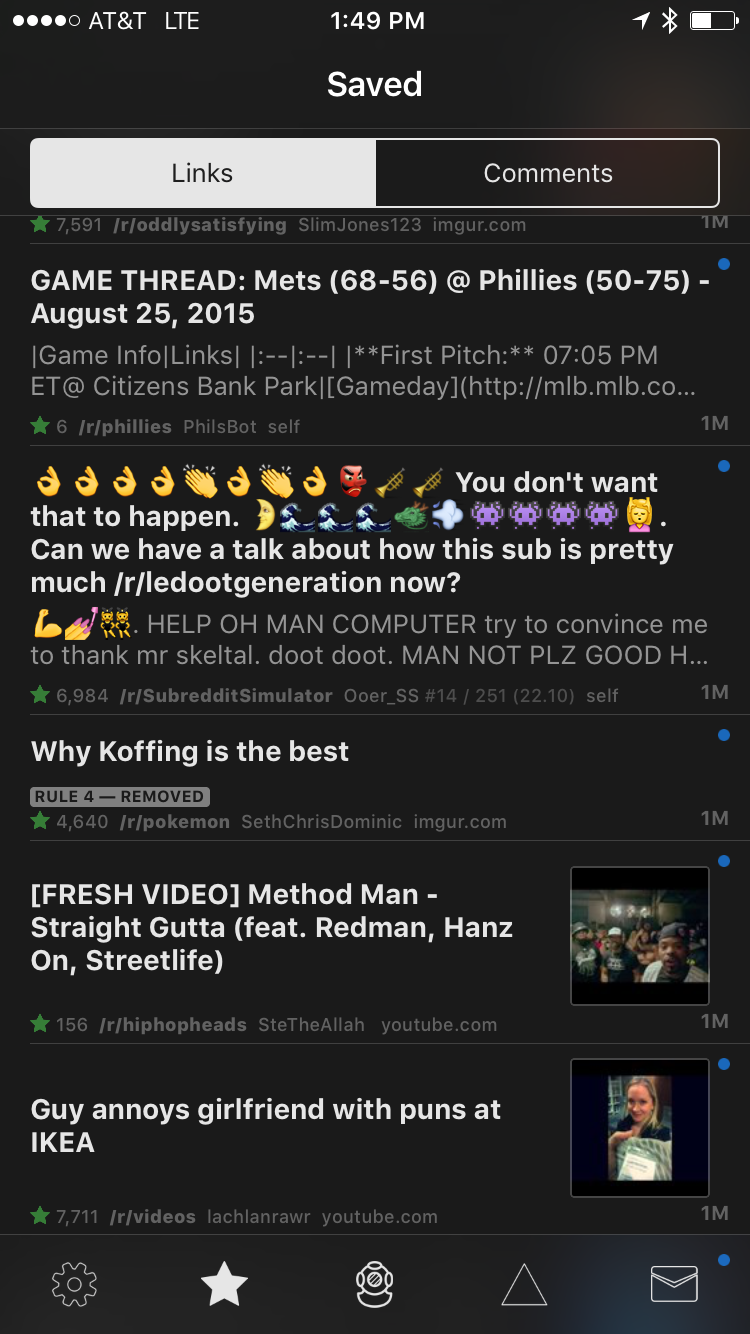 AT&T LTE 1:49 PM
Saved
Links Comments
7,591 /r/oddlysatisfying SlimJones123 imgur.com 1M
GAME THREAD: Mets (68-56) @ Phillies (50-75) -
August 25, 2015
|Game Info|Links| |:--|:--| |**First Pitch:** 07:05 PM
ET@ Citizens Bank Park|[Gameday](http://mlb.mlb.co...
6 /r/phillies PhilsBot self 1M
👌👌👌👌👏👌👏👌👺🎺🎺 You don't want
that to happen. 🌛🌊🌊🌊🐲💨👾👾👾👾💆.
Can we have a talk about how this sub is pretty
much /r/ledootgeneration now?
💪💅👯. HELP OH MAN COMPUTER try to convince me
to thank mr skeltal. doot doot. MAN NOT PLZ GOOD H...
6,984 /r/SubredditSimulator Ooer_SS #14 / 251 (22.10) self 1M
Why Koffing is the best
RULE 4 — REMOVED
4,640 /r/pokemon SethChrisDominic imgur.com 1M
[FRESH VIDEO] Method Man -
Straight Gutta (feat. Redman, Hanz
On, Streetlife)
156 /r/hiphopheads SteTheAllah youtube.com 1M
Guy annoys girlfriend with puns at
IKEA
7,711 /r/videos lachlanrawr youtube.com 1M